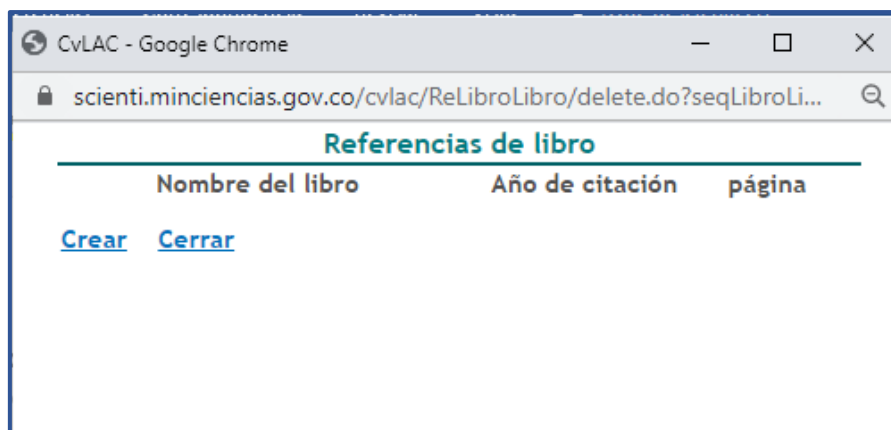 CvLAC - Google Chrome
scienti.minciencias.gov.co/cvlac/ReLibroLibro/delete.do?seqLibroLi...
Referencias de libro
Nombre del libro Año de citación página
Crear Cerrar